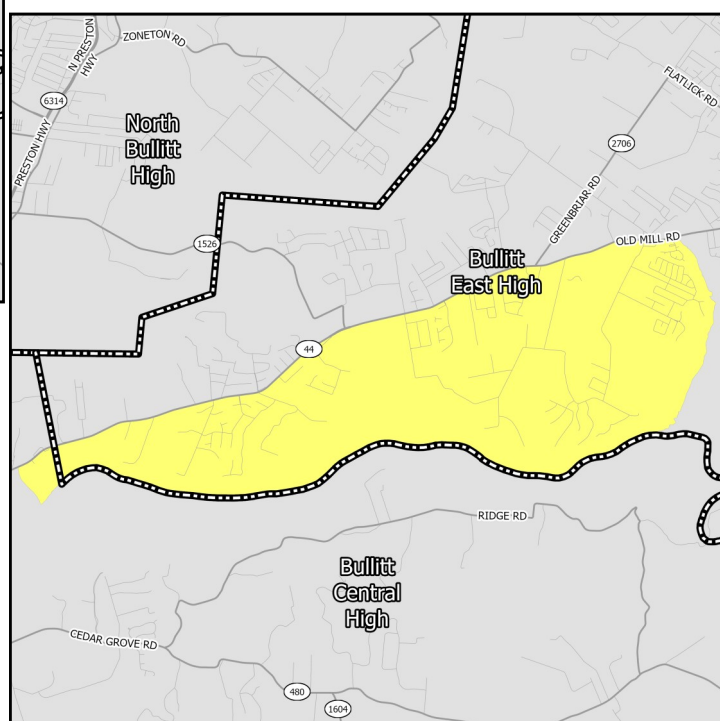 ZONETON RD
N PRESTON
HWY
6314
PRESTON HWY
North
Bullitt
High
FLATLICK RD
2706
GREENBRIAR RD
1526
OLD MILL RD
Bullitt
East High
44
RIDGE RD
Bullitt
Central
High
CEDAR GROVE RD
480
1604